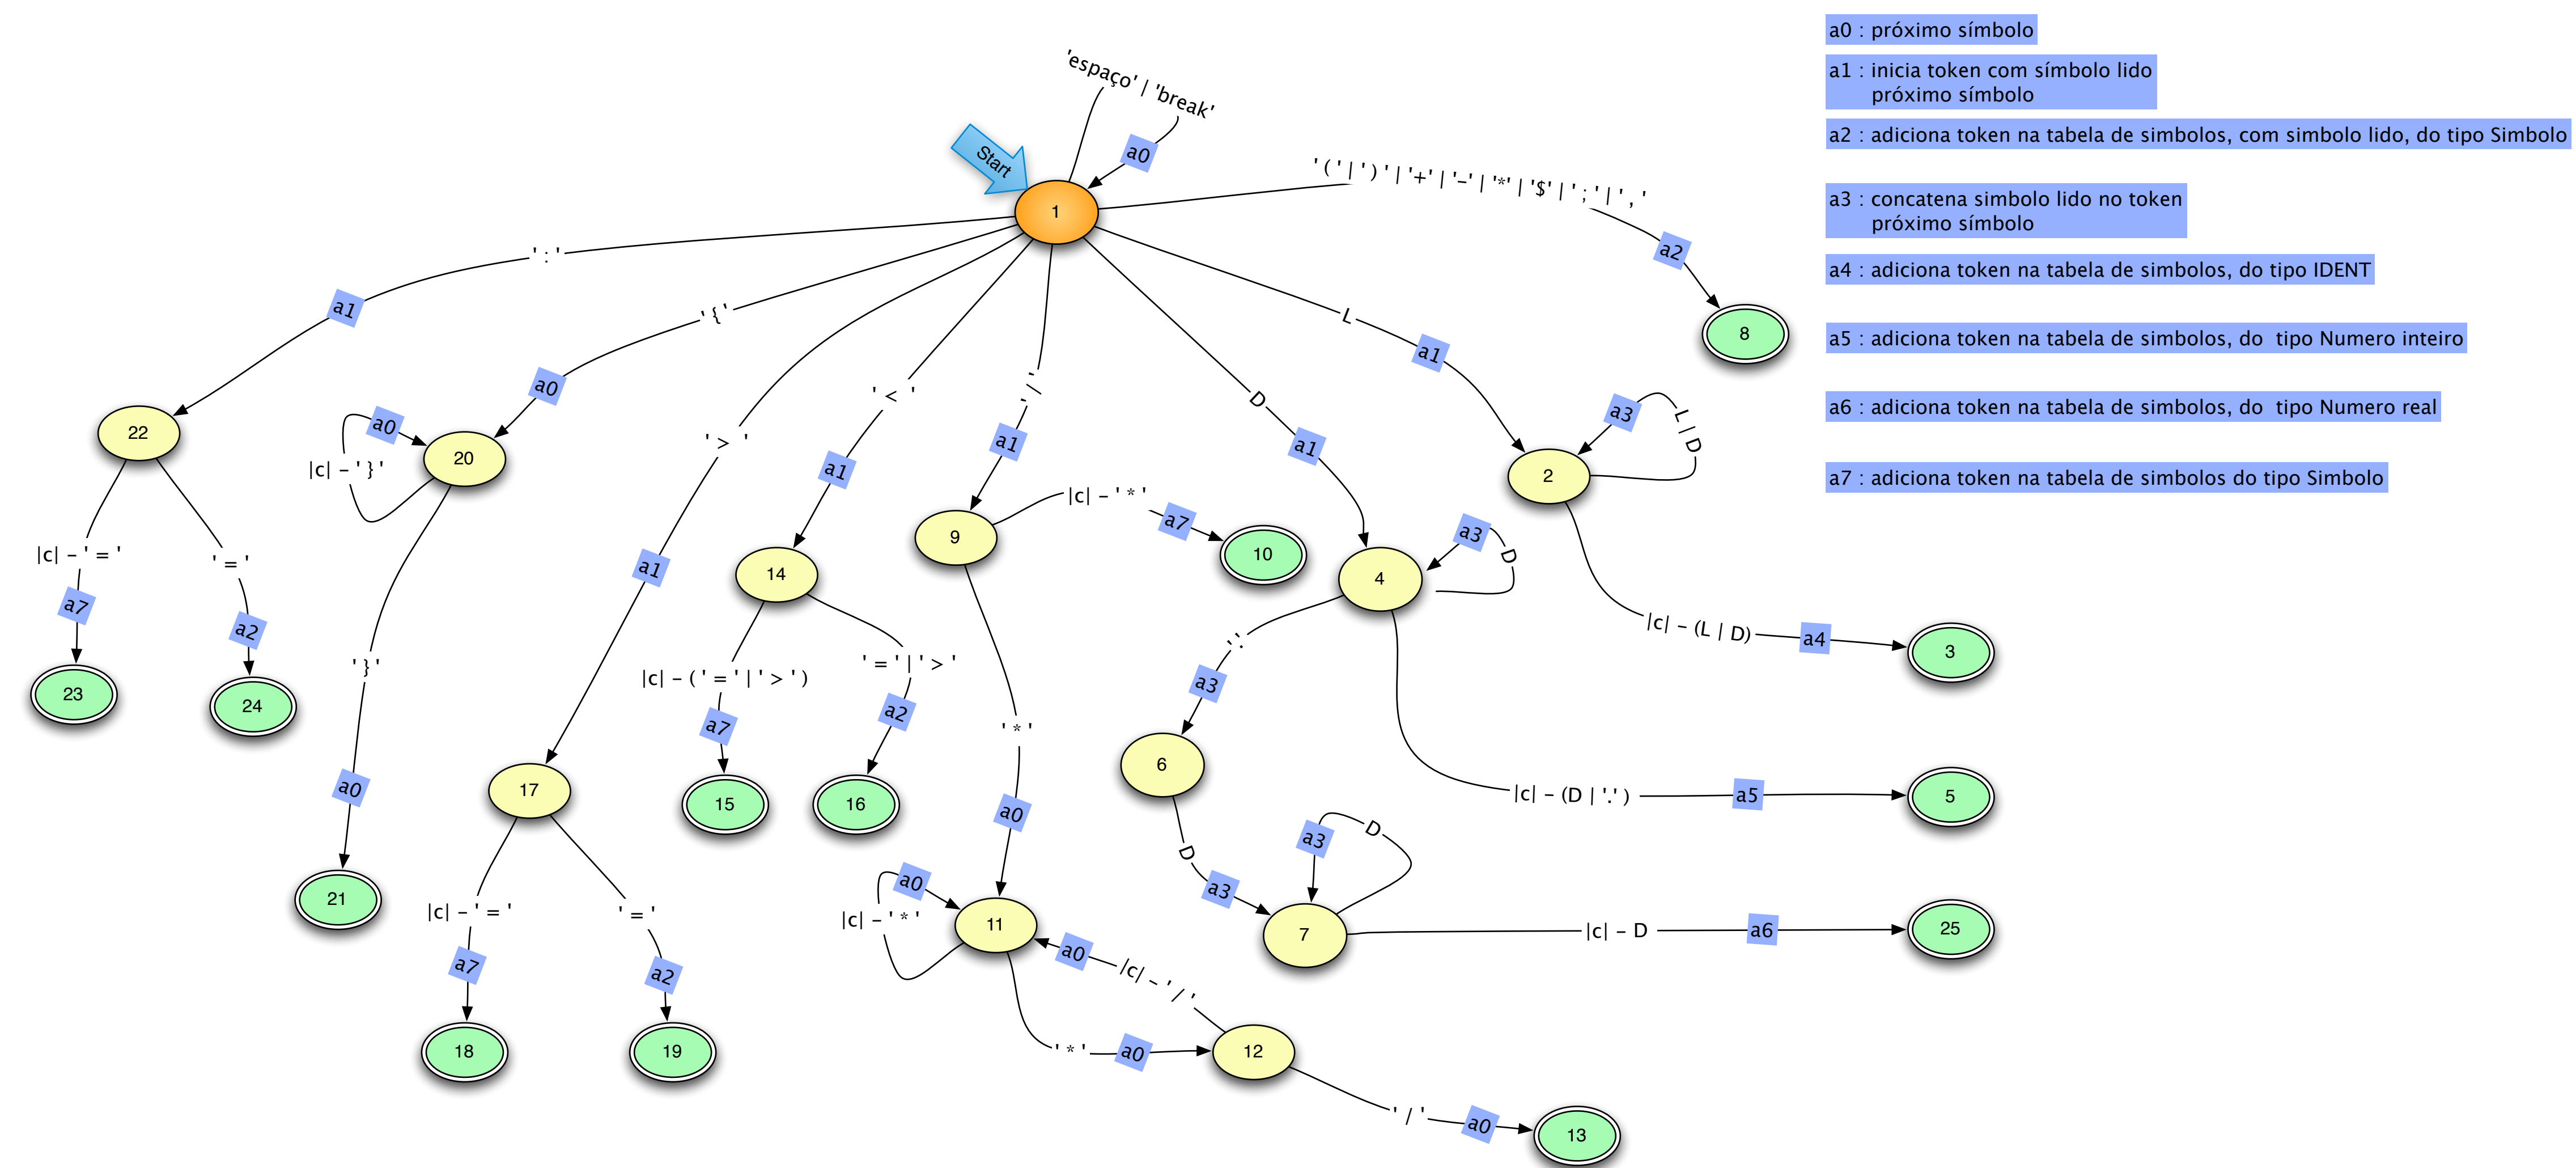 a0 : próximo símbolo
a1 : inicia token com símbolo lido
próximo símbolo
a2 : adiciona token na tabela de simbolos, com simbolo lido, do tipo Simbolo
a3 : concatena simbolo lido no token
próximo símbolo
a4 : adiciona token na tabela de simbolos, do tipo IDENT
a5 : adiciona token na tabela de simbolos, do  tipo Numero inteiro
a6 : adiciona token na tabela de simbolos, do  tipo Numero real
a7 : adiciona token na tabela de simbolos do tipo Simbolo
'espaço' | 'break'
a0
Start
1
' ( ' | ' ) ' | '+' | '-' | '*' | '$' | ' ; ' | ' , '
a2
8
' : '
a1
22
|c| - ' = '
a7
23
' = '
a2
24
' { '
a0
20
a0
|c| - ' } '
' } '
a0
21
' > '
a1
17
|c| - ' = '
a7
18
' = '
a2
19
' < '
a1
14
|c| - ( ' = ' | ' > ' )
a7
15
' = ' | ' > '
a2
16
' / '
a1
9
|c| - ' * '
a7
10
' * '
a0
11
a0
|c| - ' * '
' * '
a0
12
|c| - ' / '
a0
' / '
a0
13
D
a1
4
a3
D
'.'
a3
6
D
a3
7
a3
D
|c| - D
a6
25
|c| - (D | '.' )
a5
5
L
a1
2
a3
L | D
|c| - (L | D)
a4
3